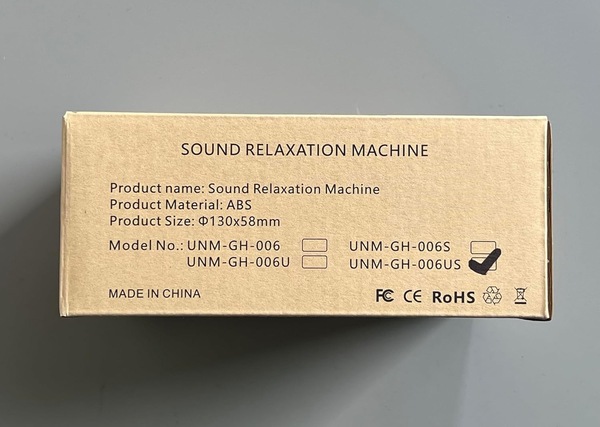 SOUND RELAXATION MACHINE
Product name: Sound Relaxation Machine
Product Material: ABS
Product Size: Φ130x58mm
Model No.: UNM-GH-006 UNM-GH-006S
UNM-GH-006U UNM-GH-006US
MADE IN CHINA FC CE RoHS